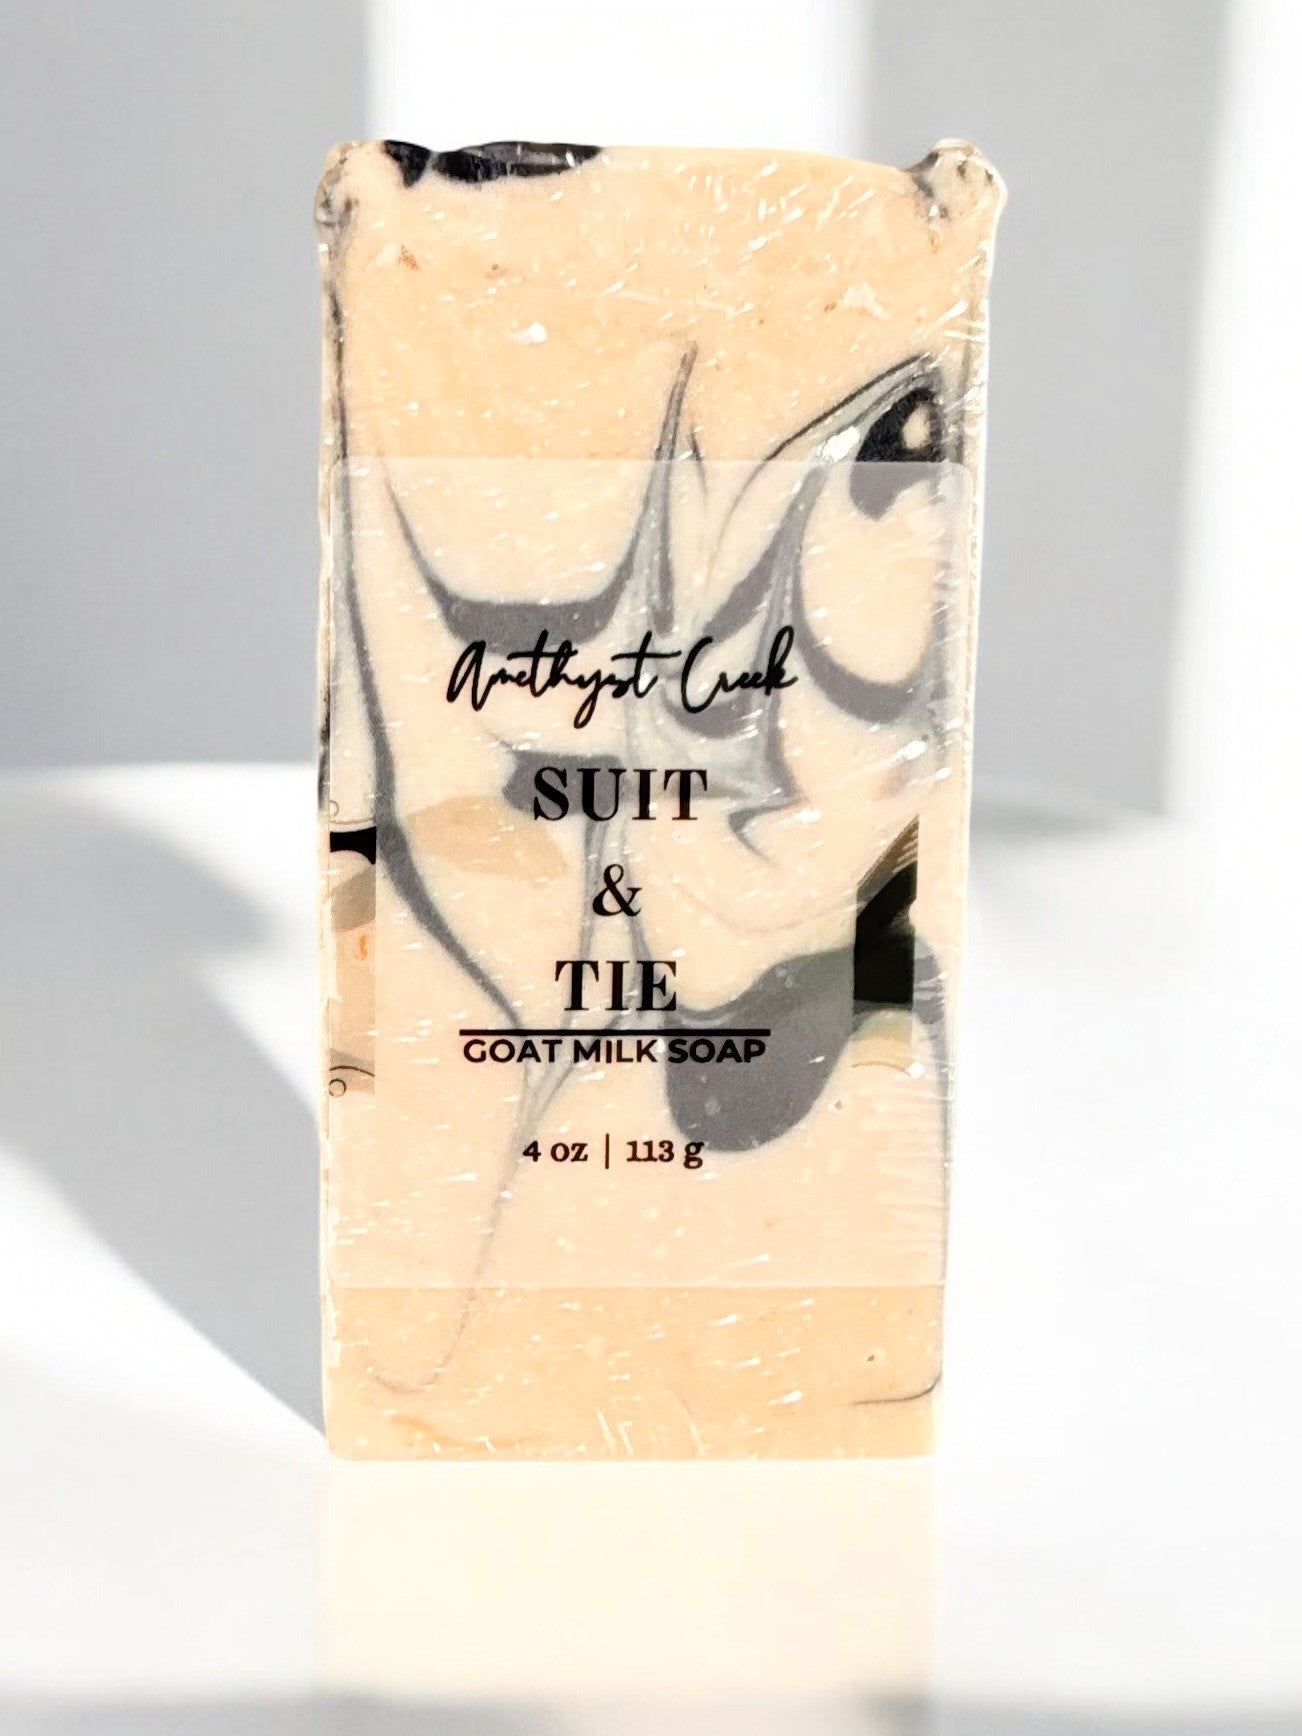 Amethyst Creek
SUIT
&
TIE
GOAT MILK SOAP
4 oz | 113 g